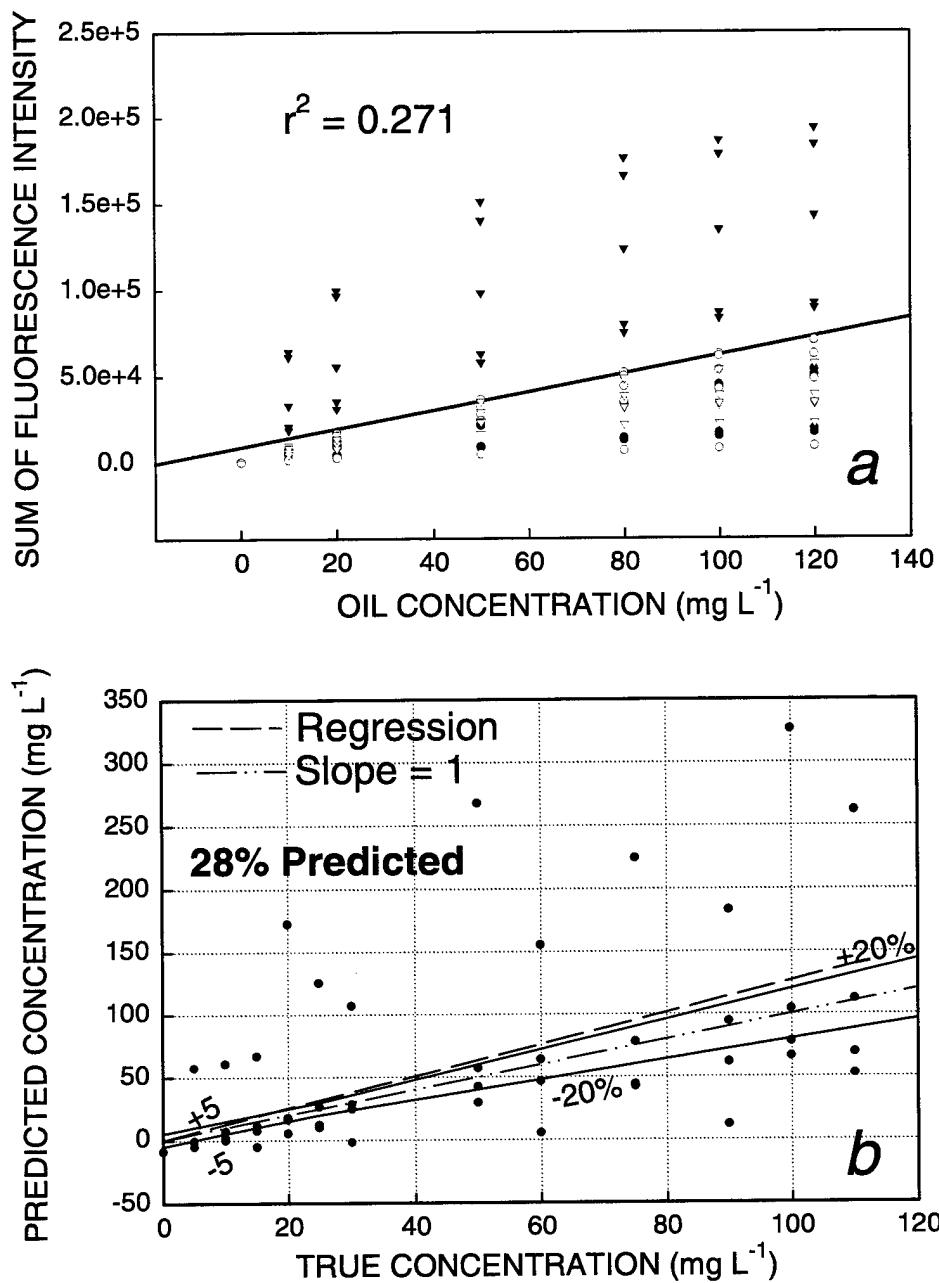 SUM OF FLUORESCENCE INTENSITY
2.5e+5
2.0e+5
1.5e+5
1.0e+5
5.0e+4
0.0
r² = 0.271
a
0 20 40 60 80 100 120 140
OIL CONCENTRATION (mg L⁻¹)
PREDICTED CONCENTRATION (mg L⁻¹)
350
300
250
200
150
100
50
0
-50
Regression
Slope = 1
28% Predicted
+20%
-20%
+5
-5
b
0 20 40 60 80 100 120
TRUE CONCENTRATION (mg L⁻¹)